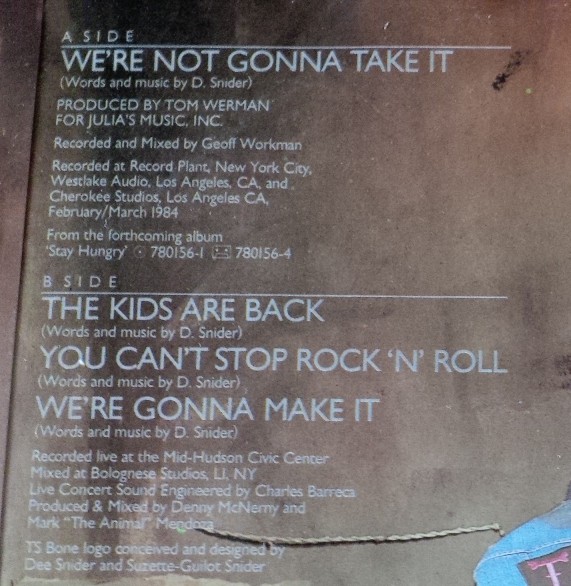 A SIDE
WE'RE NOT GONNA TAKE IT
(Words and music by D. Snider)
PRODUCED BY TOM WERMAN
FOR JULIA'S MUSIC, INC.
Recorded and Mixed by Geoff Workman
Recorded at Record Plant, New York City,
Westlake Audio, Los Angeles, CA, and
Cherokee Studios, Los Angeles CA,
February/March 1984
From the forthcoming album
'Stay Hungry' 780156-1 780156-4
B SIDE
THE KIDS ARE BACK
(Words and music by D. Snider)
YOU CAN'T STOP ROCK 'N' ROLL
(Words and music by D. Snider)
WE'RE GONNA MAKE IT
(Words and music by D. Snider)
Recorded live at the Mid-Hudson Civic Center
Mixed at Bolognese Studios, LI, NY
Live Concert Sound Engineered by Charles Barreca
Produced & Mixed by Denny McNerny and
Mark "The Animal" Mendoza
TS Bone logo conceived and designed by
Dee Snider and Suzette-Guilot Snider